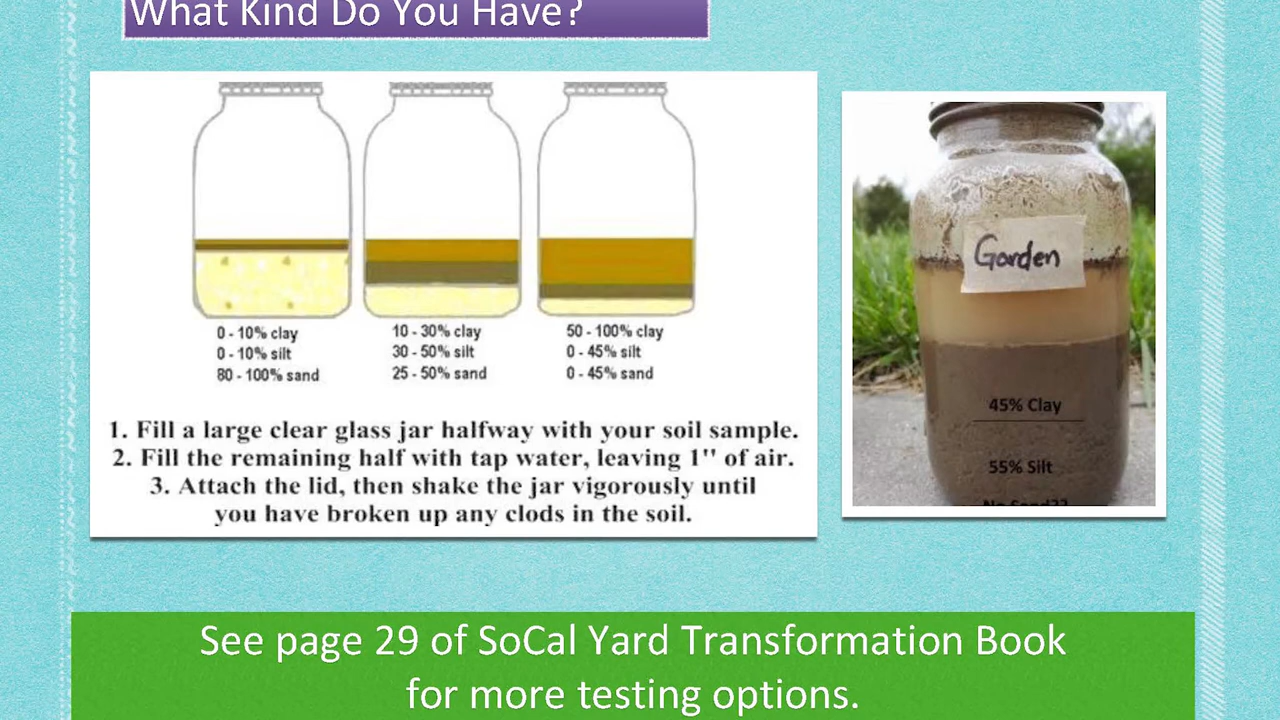 What Kind Do You Have?
0 - 10% clay
0 - 10% silt
80 - 100% sand
10 - 30% clay
30 - 50% silt
25 - 50% sand
50 - 100% clay
0 - 45% silt
0 - 45% sand
1. Fill a large clear glass jar halfway with your soil sample.
2. Fill the remaining half with tap water, leaving 1" of air.
3. Attach the lid, then shake the jar vigorously until
you have broken up any clods in the soil.
Garden
45% Clay
55% Silt
No Sand??
See page 29 of SoCal Yard Transformation Book
for more testing options.